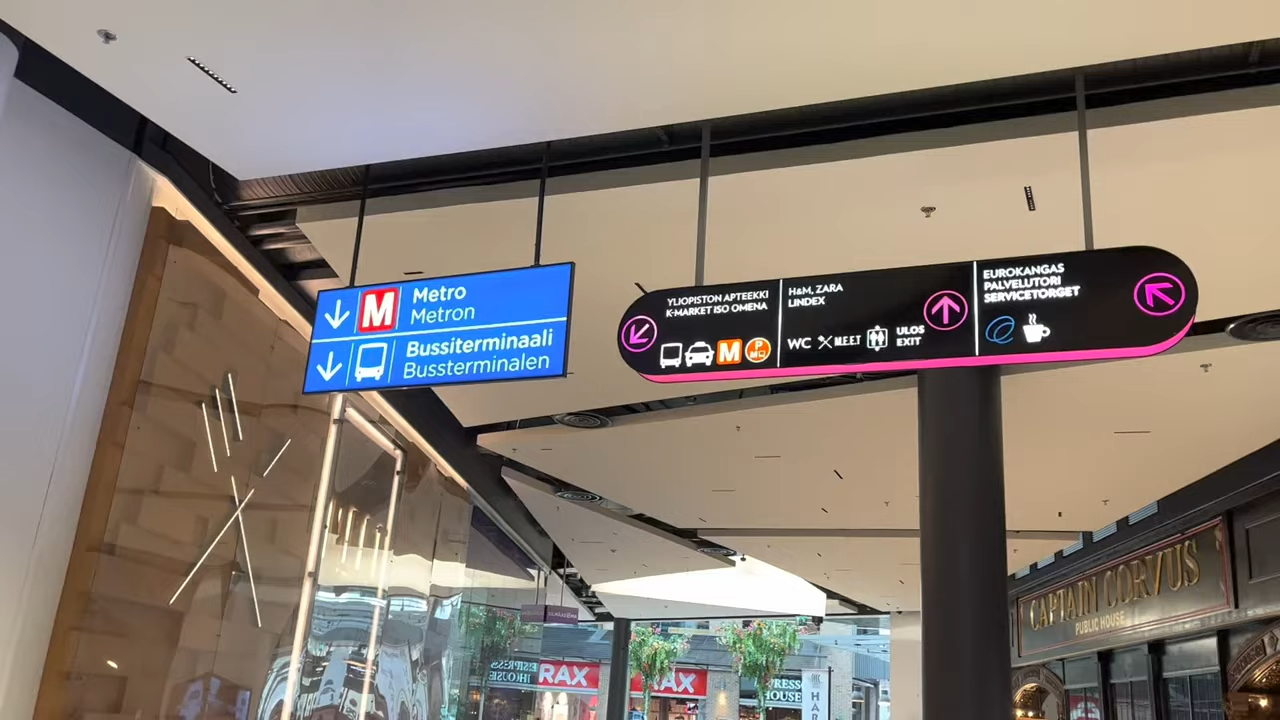 M
Metro
Metron
Bussiterminaali
Bussterminalen
YLIOPISTON APTEEKKI
K-MARKET ISO OMENA
M
P
M
H&M, ZARA
LINDEX
WC
M.E.E.T
ULOS
EXIT
EUROKANGAS
PALVELUTORI
SERVICETORGET
CAPTAIN CORVUS
PUBLIC HOUSE
RAX
RAX
HOUSE